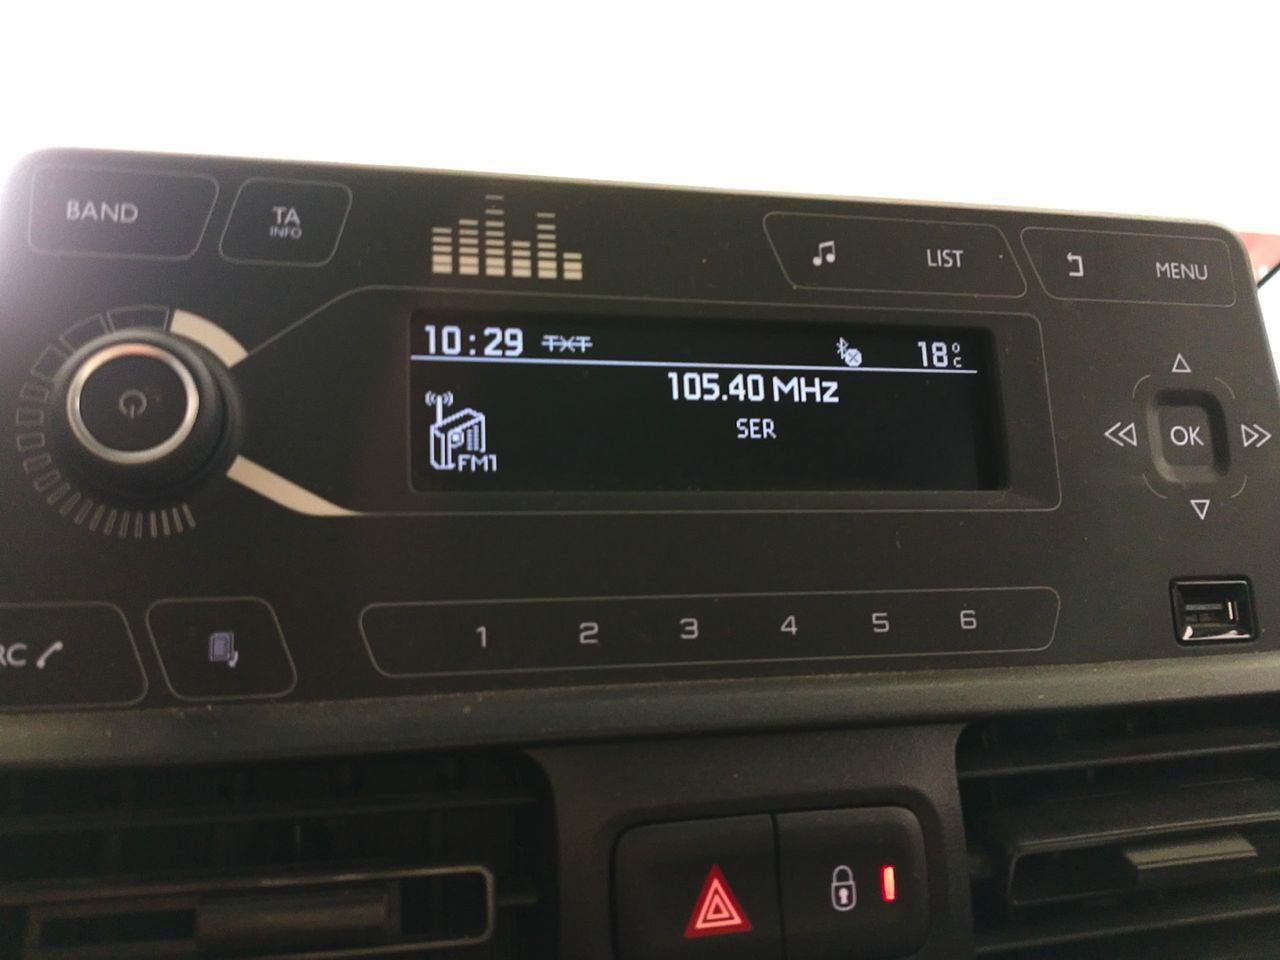 BAND
TA
INFO
LIST
MENU
10:29 TXT 18°C
105.40 MHz
SER
FM1
OK
RC
1 2 3 4 5 6